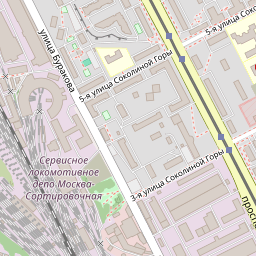 улица Буракова
5-я улица Соколиной Горы
5-я улица Соколиной Горы
Сервисное
локомотивное
депо Москва-
Сортировочная
3-я улица Соколиной Горы